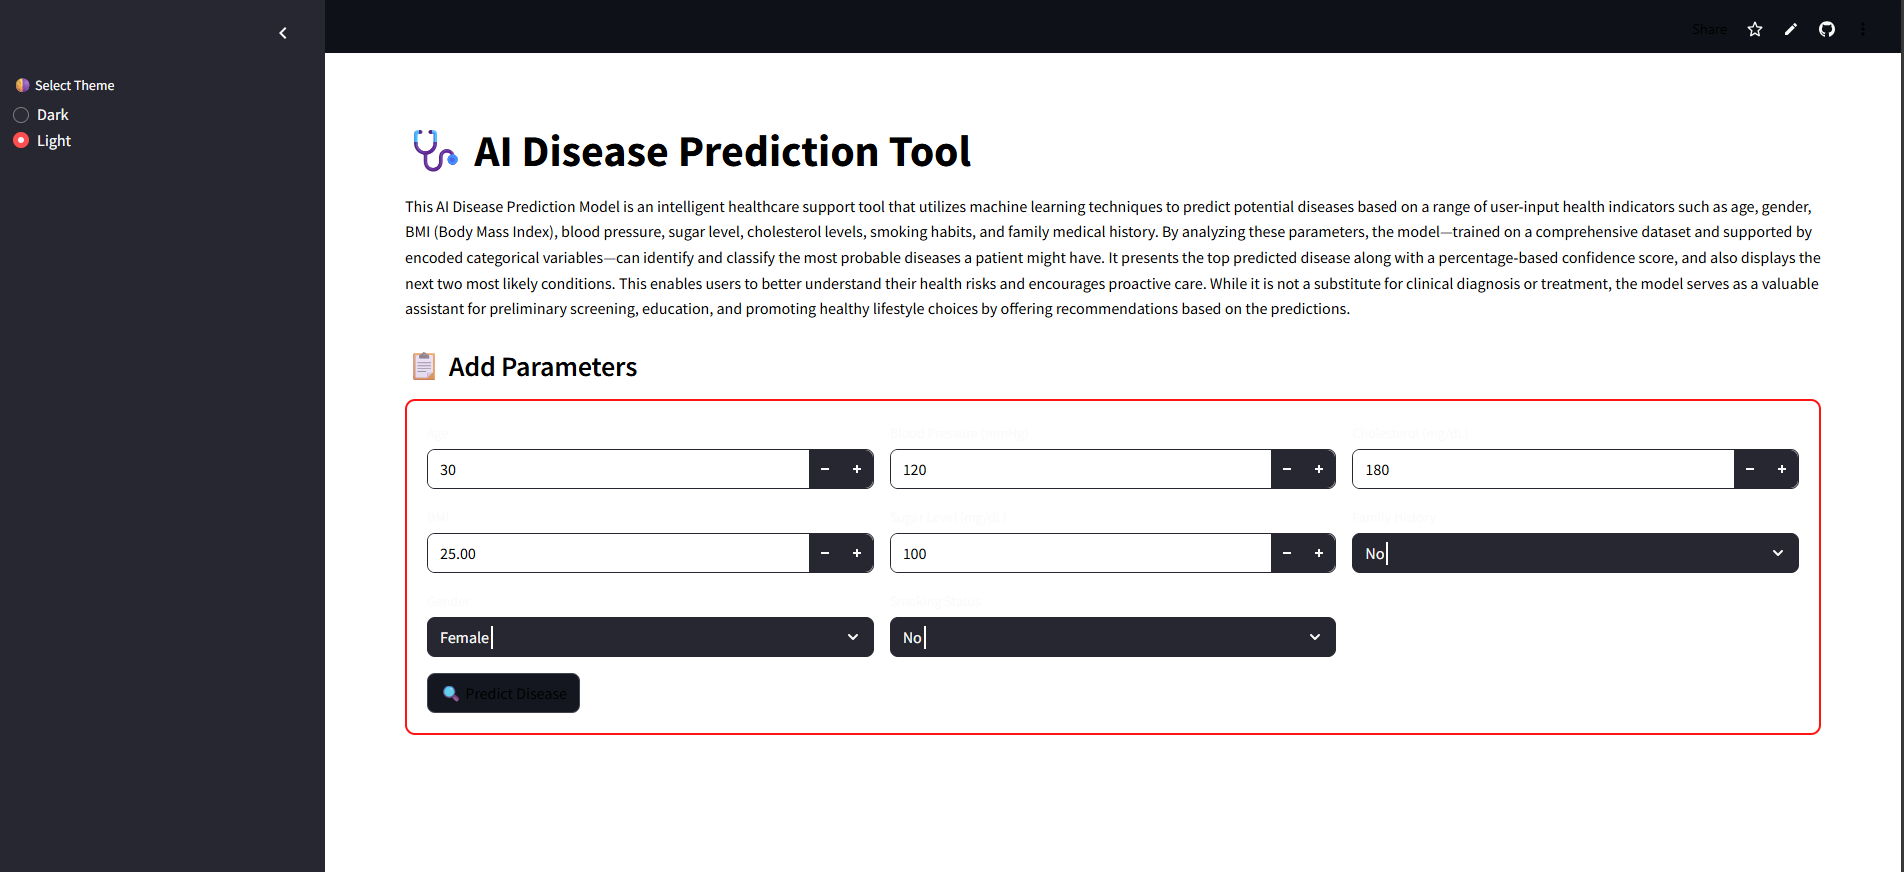 Share
Select Theme
Dark
Light
AI Disease Prediction Tool
This AI Disease Prediction Model is an intelligent healthcare support tool that utilizes machine learning techniques to predict potential diseases based on a range of user-input health indicators such as age, gender,
BMI (Body Mass Index), blood pressure, sugar level, cholesterol levels, smoking habits, and family medical history. By analyzing these parameters, the model—trained on a comprehensive dataset and supported by
encoded categorical variables—can identify and classify the most probable diseases a patient might have. It presents the top predicted disease along with a percentage-based confidence score, and also displays the
next two most likely conditions. This enables users to better understand their health risks and encourages proactive care. While it is not a substitute for clinical diagnosis or treatment, the model serves as a valuable
assistant for preliminary screening, education, and promoting healthy lifestyle choices by offering recommendations based on the predictions.
Add Parameters
Age
Blood Pressure (mmHg)
Cholesterol (mg/dL)
30
120
180
BMI
Sugar Level (mg/dL)
Family History
25.00
100
No
Gender
Smoking Status
Female
No
Predict Disease